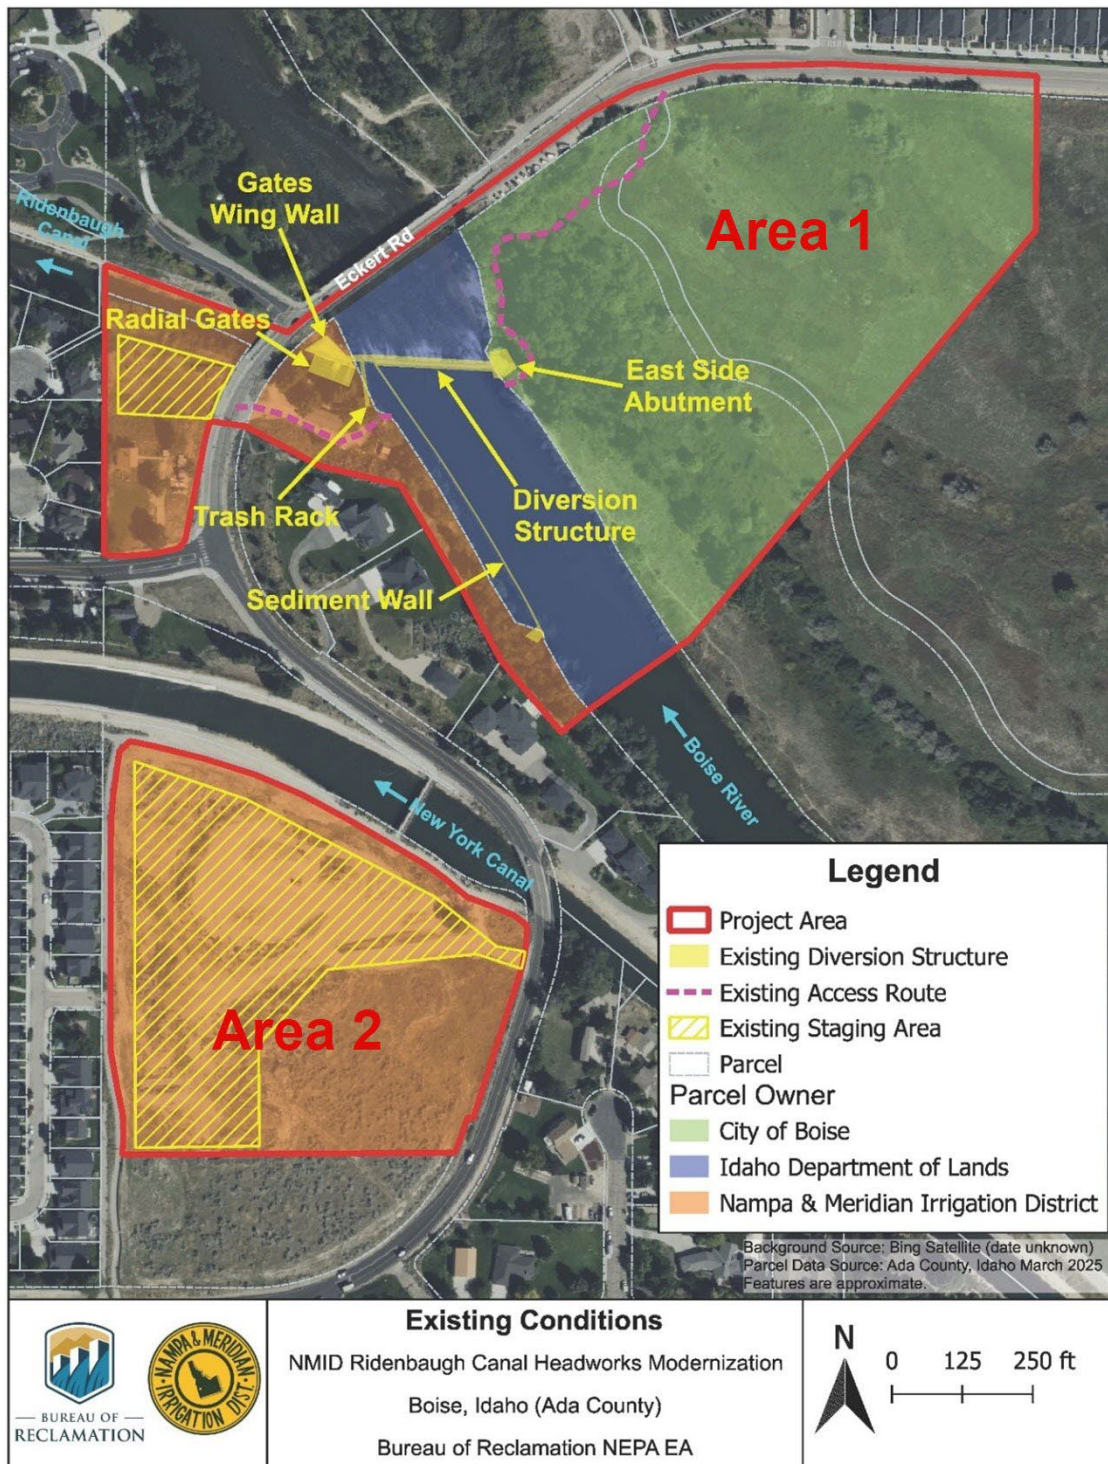 Gates
Wing Wall
Ridenbaugh
Canal
Eckert Rd
Area 1
Radial Gates
East Side
Abutment
Trash Rack
Diversion
Structure
Sediment Wall
Boise River
New York Canal
Area 2
Legend
Project Area
Existing Diversion Structure
Existing Access Route
Existing Staging Area
Parcel
Parcel Owner
City of Boise
Idaho Department of Lands
Nampa & Meridian Irrigation District
Background Source: Bing Satellite (date unknown)
Parcel Data Source: Ada County, Idaho March 2025
Features are approximate.
BUREAU OF
RECLAMATION
NAMPA & MERIDIAN
IRRIGATION DIST.
Existing Conditions
NMID Ridenbaugh Canal Headworks Modernization
Boise, Idaho (Ada County)
Bureau of Reclamation NEPA EA
N
0 125 250 ft